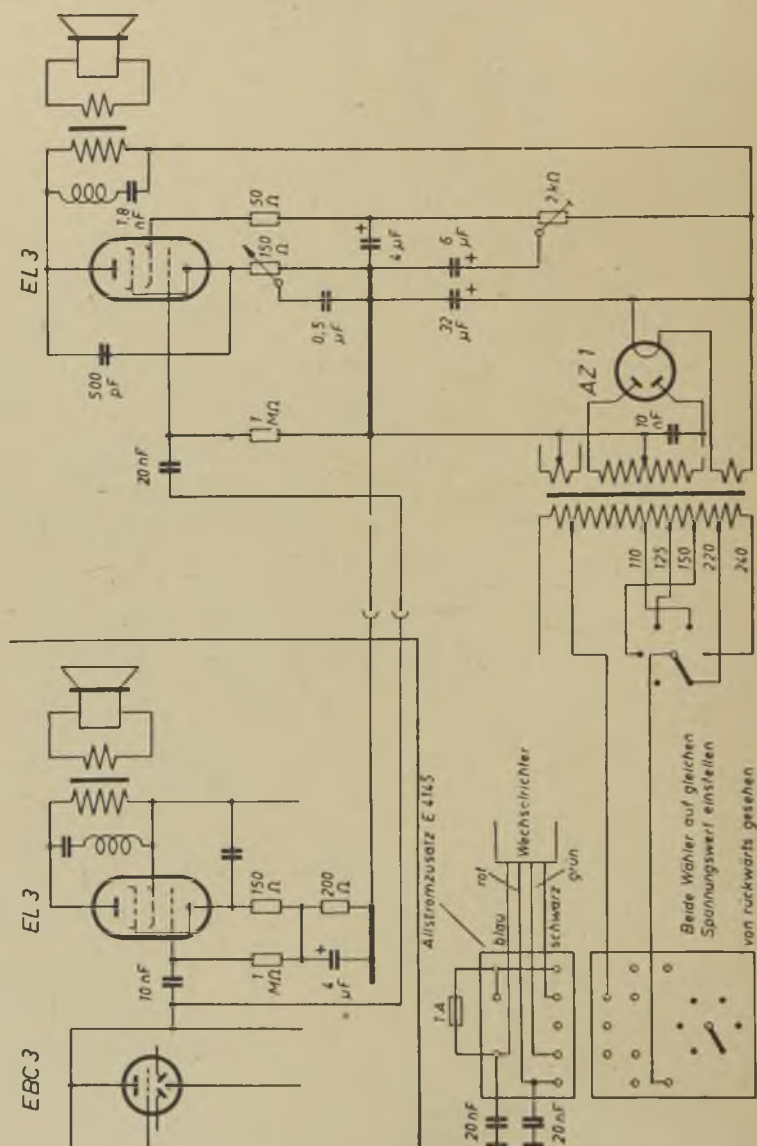 EL 3
1,8
nF
50
Ω
150
Ω
500
pF
4 µF
6
µF
2 kΩ
0,5
µF
32
µF
1
MΩ
20 nF
AZ 1
10
nF
110
125
150
220
240
EL 3
150
Ω
200
Ω
10 nF
1
MΩ
4
µF
EBC 3
Allstromzusatz E 4145
Wechselrichter
rot
blau
grün
schwarz
1 A
20 nF
20 nF
Beide Wähler auf gleichen
Spannungswert einstellen
von rückwärts gesehen